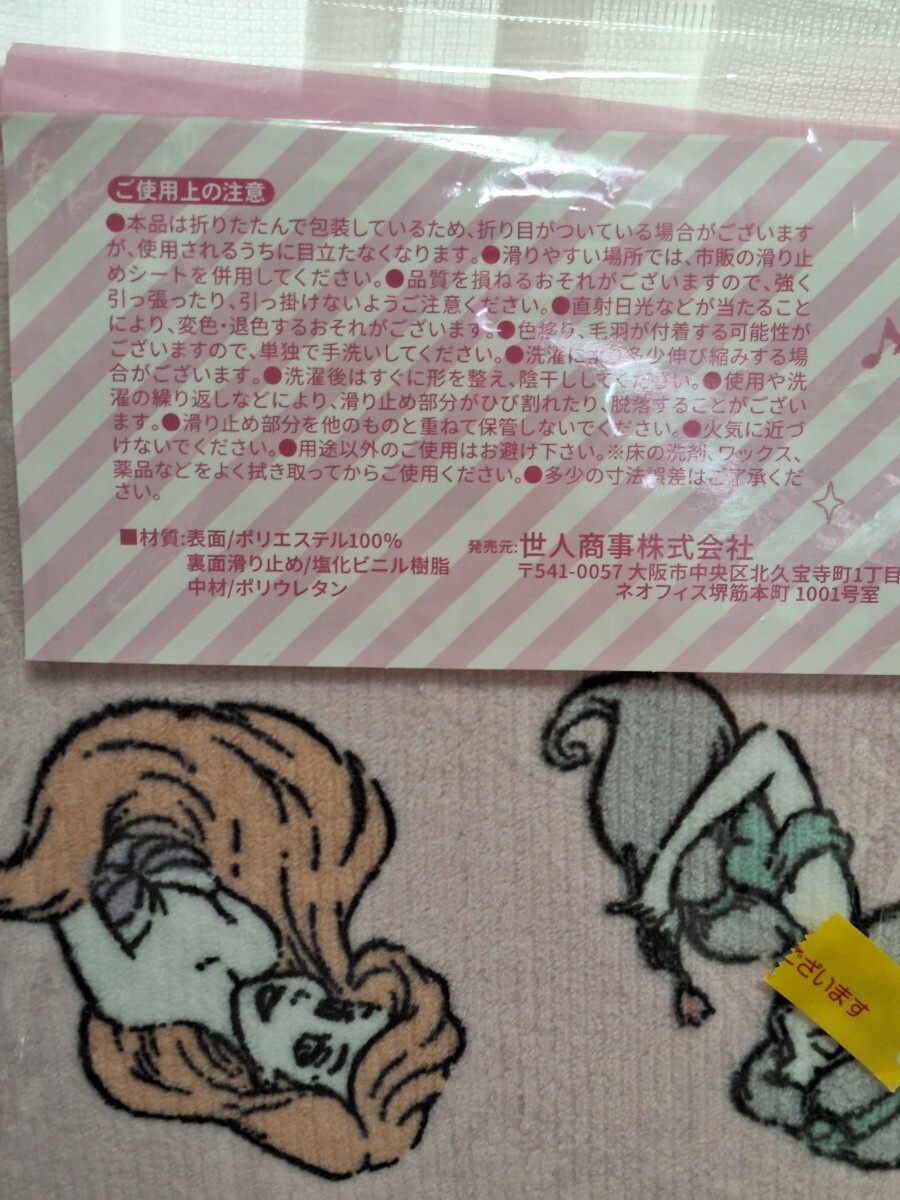 ご使用上の注意
●本品は折りたたんで包装しているため、折り目がついている場合がございます
が、使用されるうちに目立たなくなります。●滑りやすい場所では、市販の滑り止
めシートを併用してください。●品質を損ねるおそれがございますので、強く
引っ張ったり、引っ掛けないようご注意ください。●直射日光などが当たること
により、変色・退色するおそれがございます。●色移り、毛羽が付着する可能性が
ございますので、単独で手洗いしてください。●洗濯により多少伸び縮みする場
合がございます。●洗濯後はすぐに形を整え、陰干ししてください。●使用や洗
濯の繰り返しなどにより、滑り止め部分がひび割れたり、脱落することがござい
ます。●滑り止め部分を他のものと重ねて保管しないでください。●火気に近づ
けないでください。●用途以外のご使用はお避け下さい。※床の洗剤、ワックス、
薬品などをよく拭き取ってからご使用ください。●多少の寸法誤差はご了承くだ
さい。
■材質:表面/ポリエステル100%
裏面滑り止め/塩化ビニル樹脂
中材/ポリウレタン
発売元:世人商事株式会社
〒541-0057 大阪市中央区北久宝寺町1丁目
ネオフィス堺筋本町 1001号室
ございます